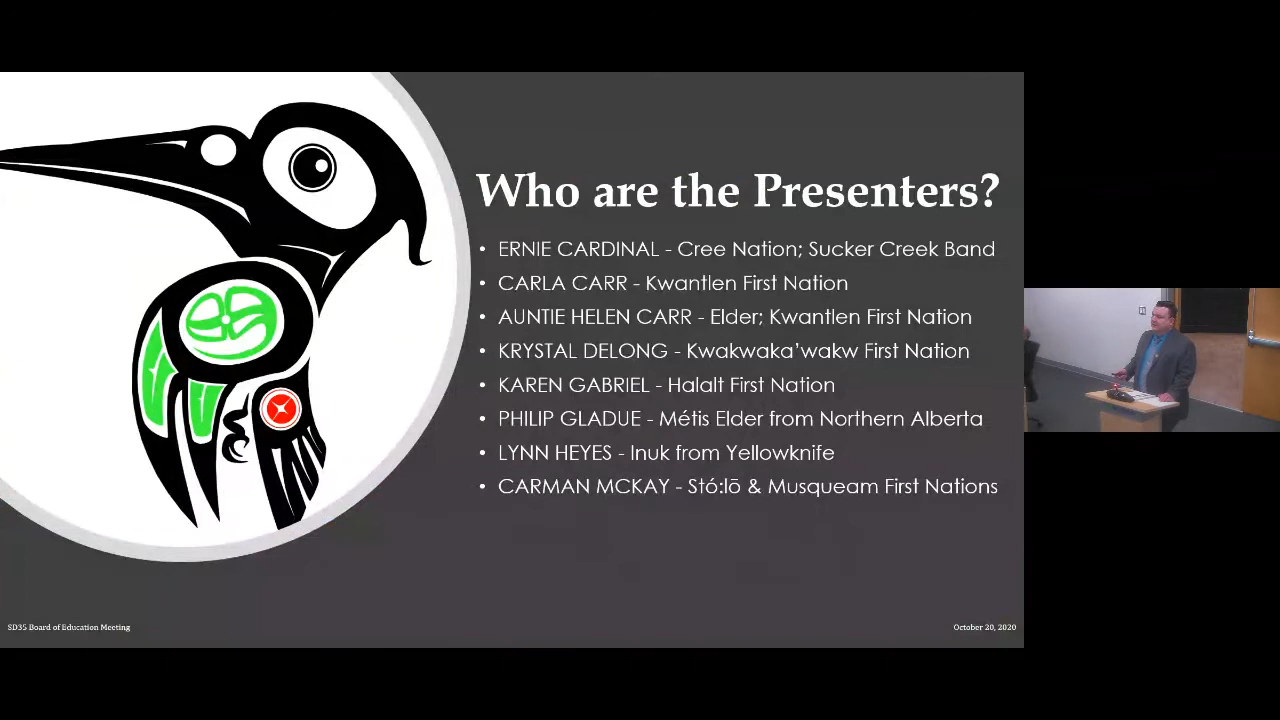 Who are the Presenters?
• ERNIE CARDINAL - Cree Nation; Sucker Creek Band
• CARLA CARR - Kwantlen First Nation
• AUNTIE HELEN CARR - Elder; Kwantlen First Nation
• KRYSTAL DELONG - Kwakwaka’wakw First Nation
• KAREN GABRIEL - Halalt First Nation
• PHILIP GLADUE - Métis Elder from Northern Alberta
• LYNN HEYES - Inuk from Yellowknife
• CARMAN MCKAY - Stó:lō & Musqueam First Nations
SD35 Board of Education Meeting
October 20, 2020